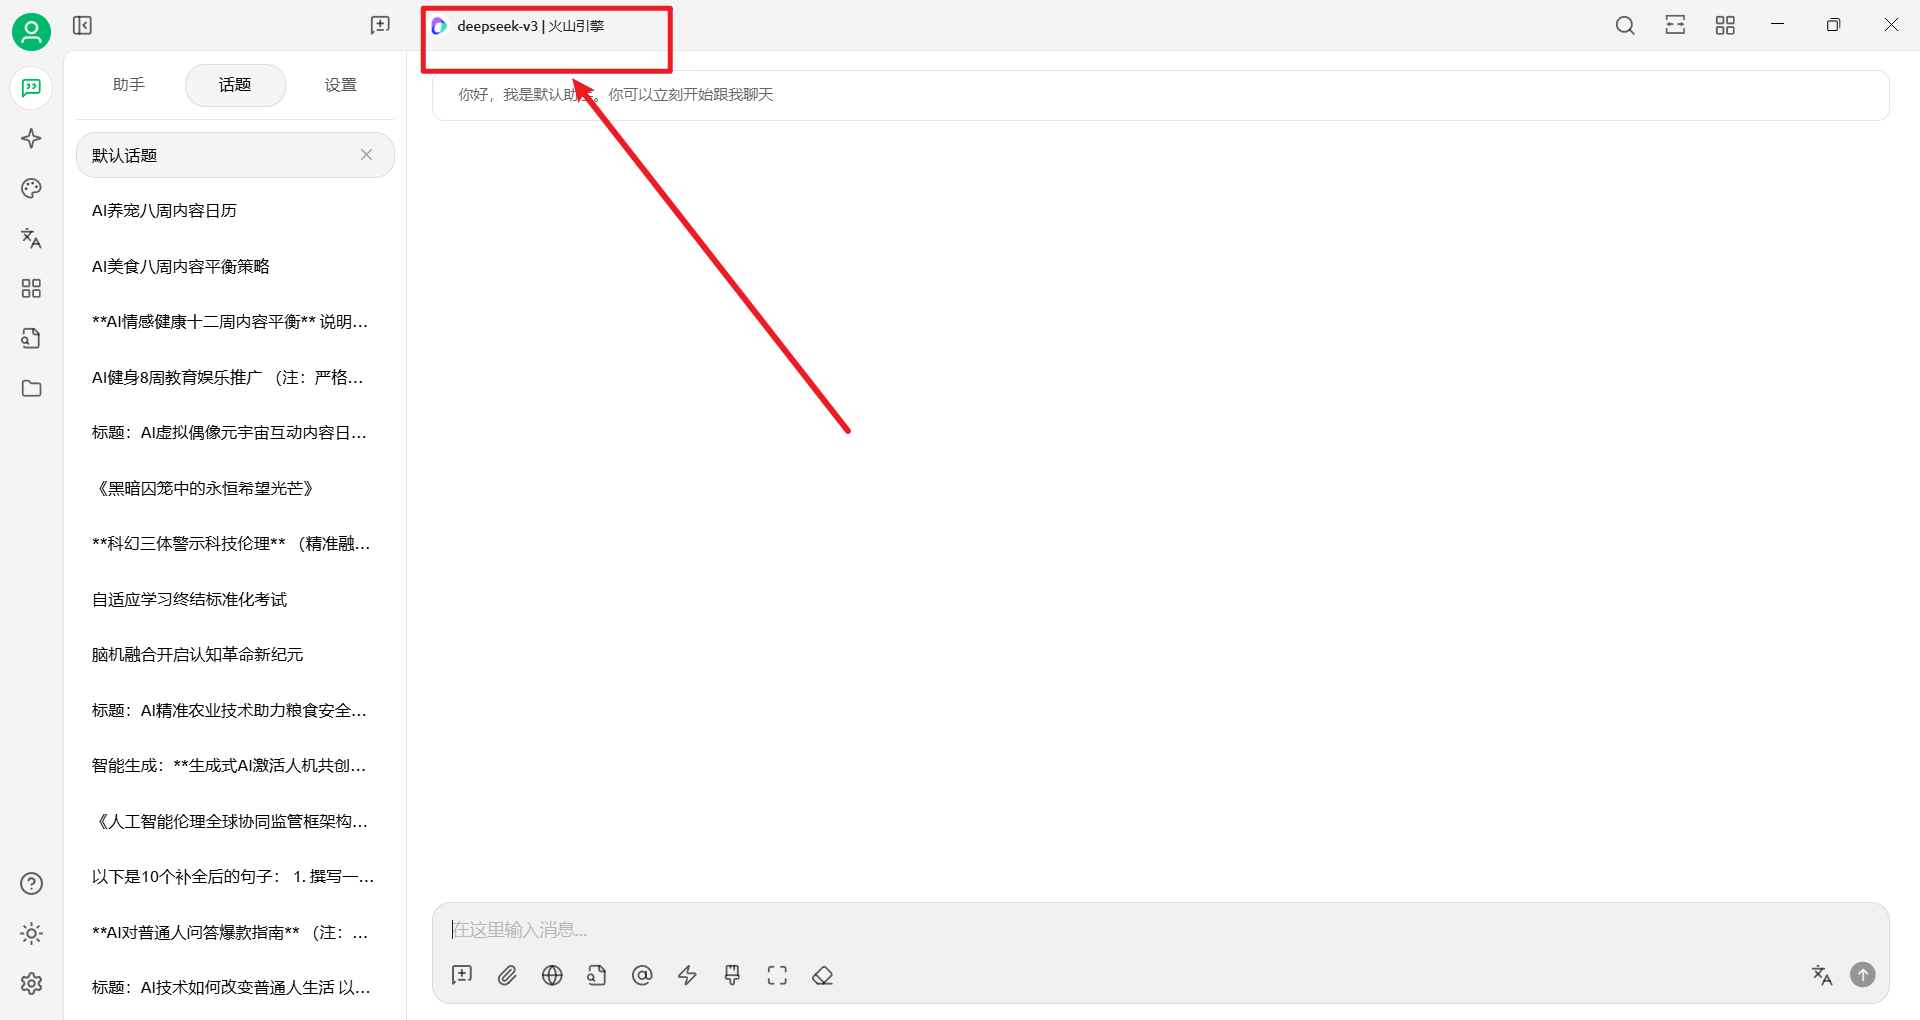 deepseek-v3 | 火山引擎
助手
话题
设置
默认话题
AI养宠八周内容日历
AI美食八周内容平衡策略
**AI情感健康十二周内容平衡** 说明...
AI健身8周教育娱乐推广 （注：严格...
标题：AI虚拟偶像元宇宙互动内容日...
《黑暗囚笼中的永恒希望光芒》
**科幻三体警示科技伦理** （精准融...
自适应学习终结标准化考试
脑机融合开启认知革命新纪元
标题：AI精准农业技术助力粮食安全...
智能生成：**生成式AI激活人机共创...
《人工智能伦理全球协同监管框架构...
以下是10个补全后的句子： 1. 撰写一...
**AI对普通人问答爆款指南** （注：...
标题：AI技术如何改变普通人生活 以...
你好，我是默认助。你可以立刻开始跟我聊天
在这里输入消息...